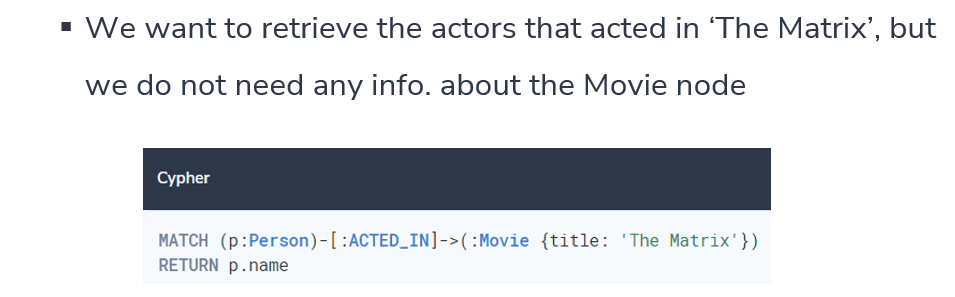 ▪ We want to retrieve the actors that acted in ‘The Matrix’, but
we do not need any info. about the Movie node
Cypher
MATCH (p:Person)-[:ACTED_IN]->(:Movie {title: 'The Matrix'})
RETURN p.name